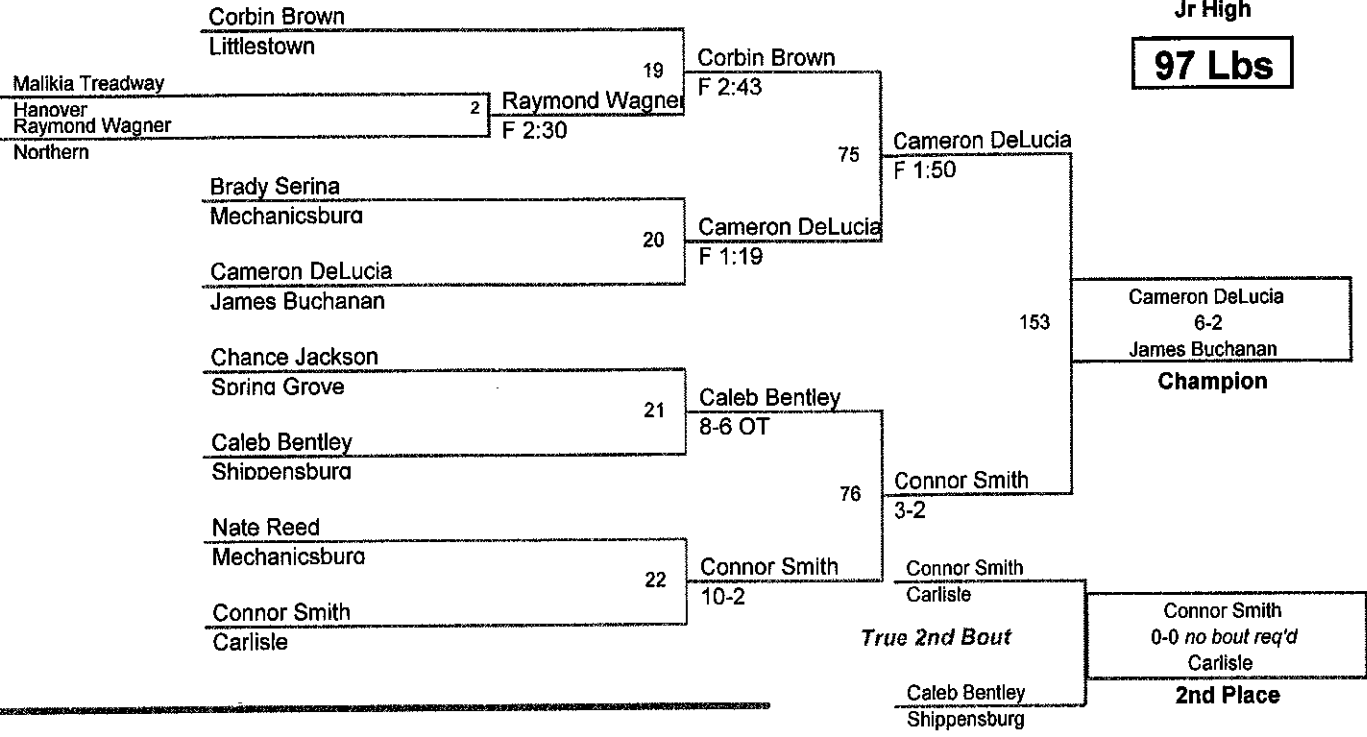 Jr High
97 Lbs
Corbin Brown
Littlestown
Malikia Treadway
Hanover
Raymond Wagner
Northern
2
Raymond Wagner
F 2:30
19
Corbin Brown
F 2:43
Brady Serina
Mechanicsburg
Cameron DeLucia
James Buchanan
20
Cameron DeLucia
F 1:19
75
Cameron DeLucia
F 1:50
Chance Jackson
Spring Grove
Caleb Bentley
Shippensburg
21
Caleb Bentley
8-6 OT
Nate Reed
Mechanicsburg
Connor Smith
Carlisle
22
Connor Smith
10-2
76
Connor Smith
3-2
153
Cameron DeLucia
6-2
James Buchanan
Champion
Connor Smith
Carlisle
True 2nd Bout
Caleb Bentley
Shippensburg
Connor Smith
0-0 no bout req'd
Carlisle
2nd Place